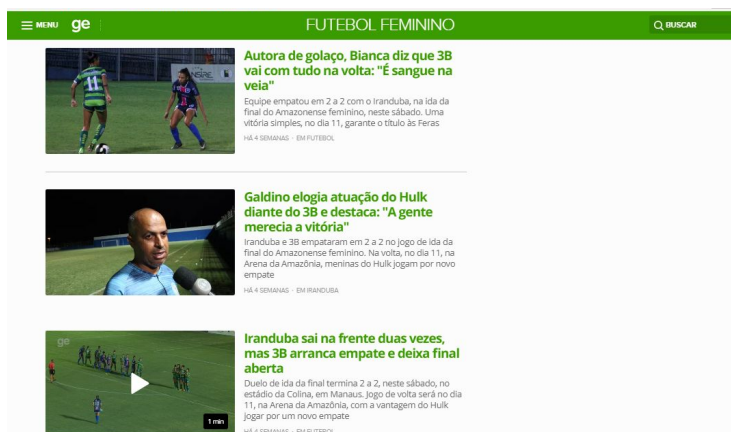 MENU ge FUTEBOL FEMININO BUSCAR
Autora de golaço, Bianca diz que 3B
vai com tudo na volta: "É sangue na
veia"
Equipe empatou em 2 a 2 com o Iranduba, na ida da
final do Amazonense feminino, neste sábado. Uma
vitória simples, no dia 11, garante o título às Feras
HÁ 4 SEMANAS - EM FUTEBOL
11
Galdino elogia atuação do Hulk
diante do 3B e destaca: "A gente
merecia a vitória"
Iranduba e 3B empataram em 2 a 2 no jogo de ida da
final do Amazonense feminino. Na volta, no dia 11, na
Arena da Amazônia, meninas do Hulk jogam por novo
empate
HÁ 4 SEMANAS - EM IRANDUBA
ge
1 min
Iranduba sai na frente duas vezes,
mas 3B arranca empate e deixa final
aberta
Duelo de ida da final termina 2 a 2, neste sábado, no
estádio da Colina, em Manaus. Jogo de volta será no dia
11, na Arena da Amazônia, com a vantagem do Hulk
jogar por um novo empate
HÁ 4 SEMANAS - EM FUTEBOL